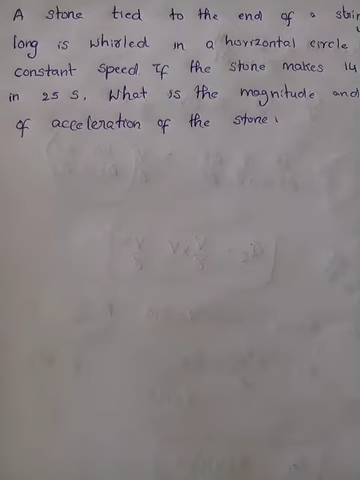 A stone tied to the end of a
long is whirled in a horizontal circle
constant speed. If the stone makes 14
in 25 s. What is the magnitude and
of acceleration of the stone.